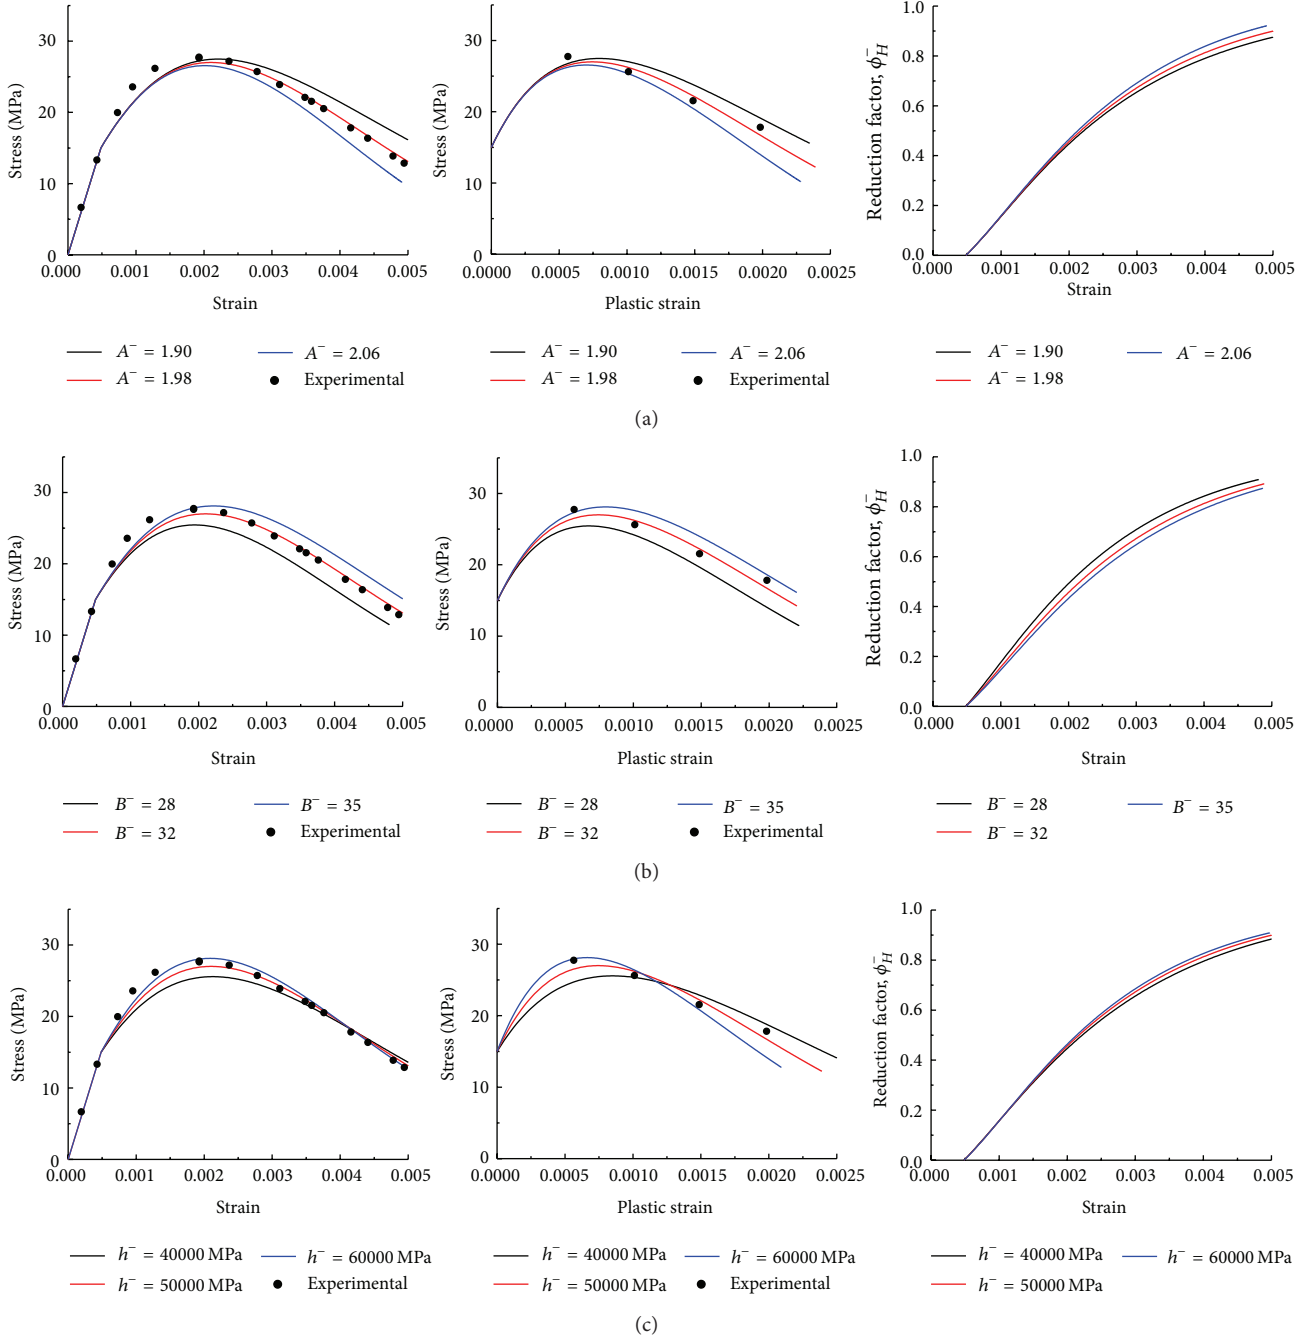 30
20
10
0
Stress (MPa)
0.000 0.001 0.002 0.003 0.004 0.005
Strain
A⁻ = 1.90
A⁻ = 2.06
A⁻ = 1.98
Experimental
30
20
10
0
Stress (MPa)
0.0000 0.0005 0.0010 0.0015 0.0020 0.0025
Plastic strain
A⁻ = 1.90
A⁻ = 2.06
A⁻ = 1.98
Experimental
1.0
0.8
0.6
0.4
0.2
0.0
Reduction factor, ϕ_H⁻
0.000 0.001 0.002 0.003 0.004 0.005
Strain
A⁻ = 1.90
A⁻ = 2.06
A⁻ = 1.98
(a)
30
20
10
0
Stress (MPa)
0.000 0.001 0.002 0.003 0.004 0.005
Strain
B⁻ = 28
B⁻ = 35
B⁻ = 32
Experimental
30
20
10
0
Stress (MPa)
0.0000 0.0005 0.0010 0.0015 0.0020 0.0025
Plastic strain
B⁻ = 28
B⁻ = 35
B⁻ = 32
Experimental
1.0
0.8
0.6
0.4
0.2
0.0
Reduction factor, ϕ_H⁻
0.000 0.001 0.002 0.003 0.004 0.005
Strain
B⁻ = 28
B⁻ = 35
B⁻ = 32
(b)
30
20
10
0
Stress (MPa)
0.000 0.001 0.002 0.003 0.004 0.005
Strain
h⁻ = 40000 MPa
h⁻ = 60000 MPa
h⁻ = 50000 MPa
Experimental
30
20
10
0
Stress (MPa)
0.0000 0.0005 0.0010 0.0015 0.0020 0.0025
Plastic strain
h⁻ = 40000 MPa
h⁻ = 60000 MPa
h⁻ = 50000 MPa
Experimental
1.0
0.8
0.6
0.4
0.2
0.0
Reduction factor, ϕ_H⁻
0.000 0.001 0.002 0.003 0.004 0.005
Strain
h⁻ = 40000 MPa
h⁻ = 60000 MPa
h⁻ = 50000 MPa
(c)